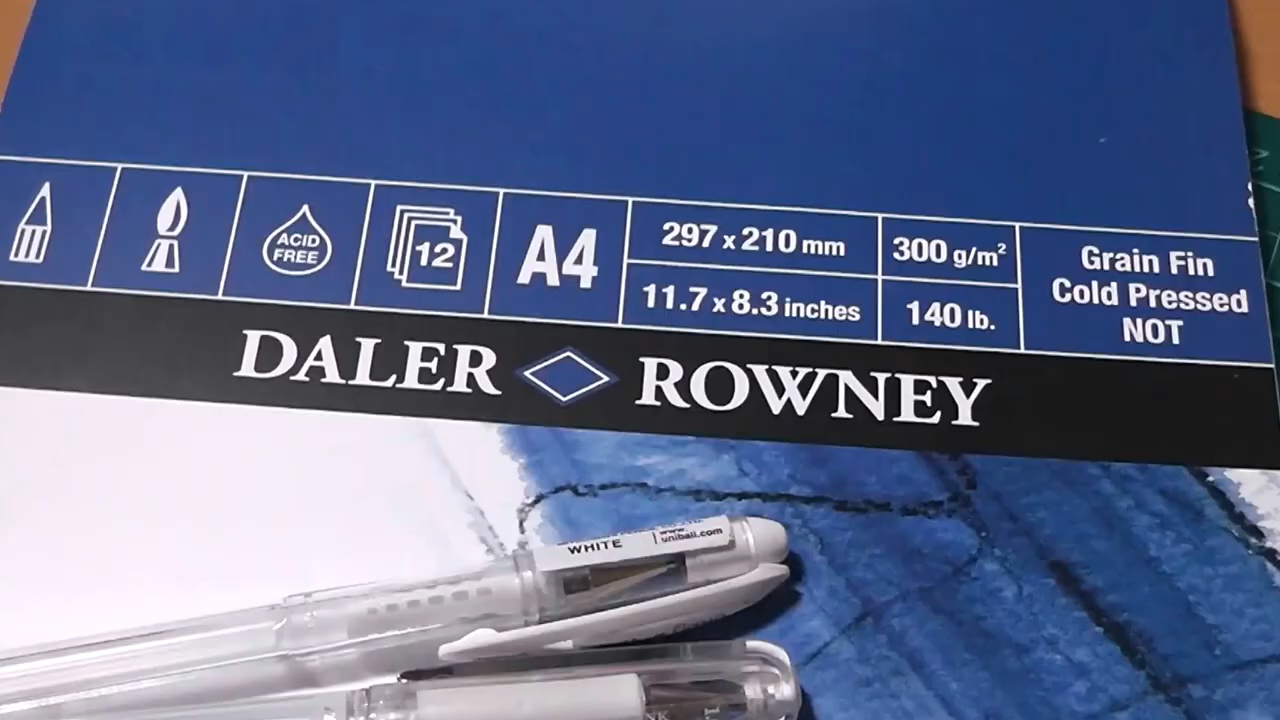 ACID
FREE
12
A4
297 x 210 mm
11.7 x 8.3 inches
300 g/m²
140 lb.
Grain Fin
Cold Pressed
NOT
DALER ROWNEY
WHITE
www.
uniball.com